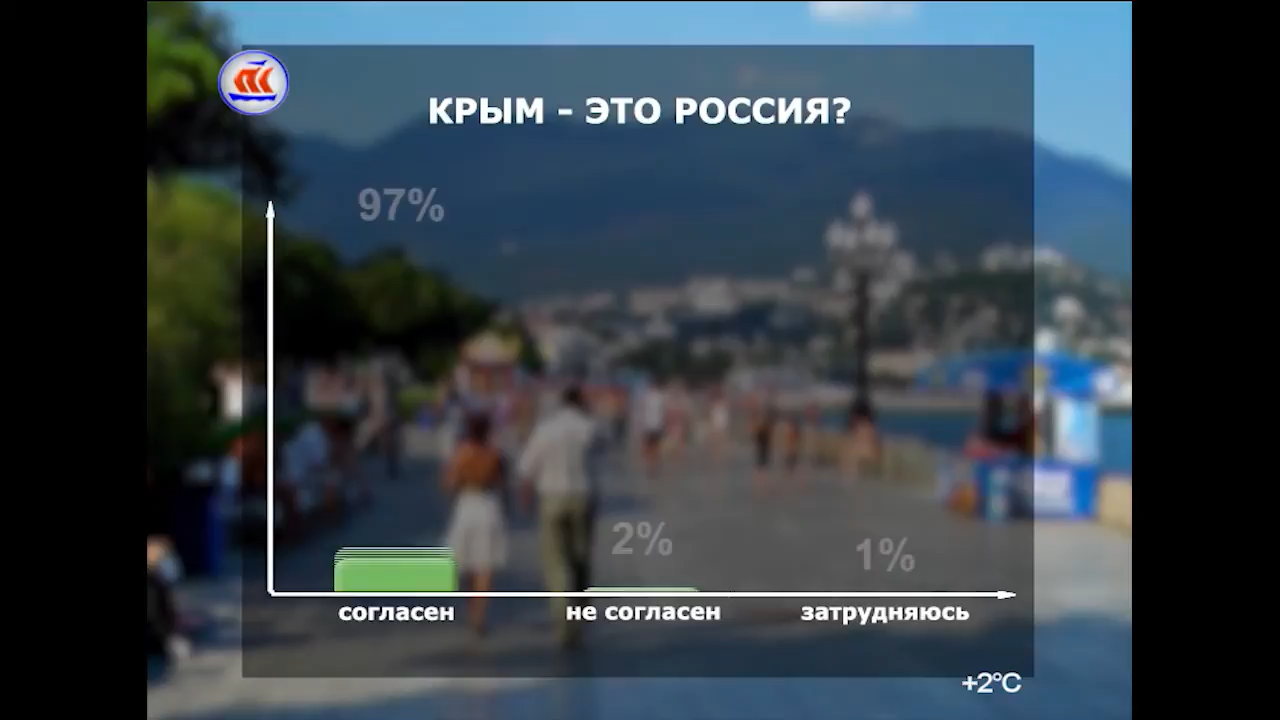 КРЫМ - ЭТО РОССИЯ?
97%
2%
1%
согласен
не согласен
затрудняюсь
+2°C